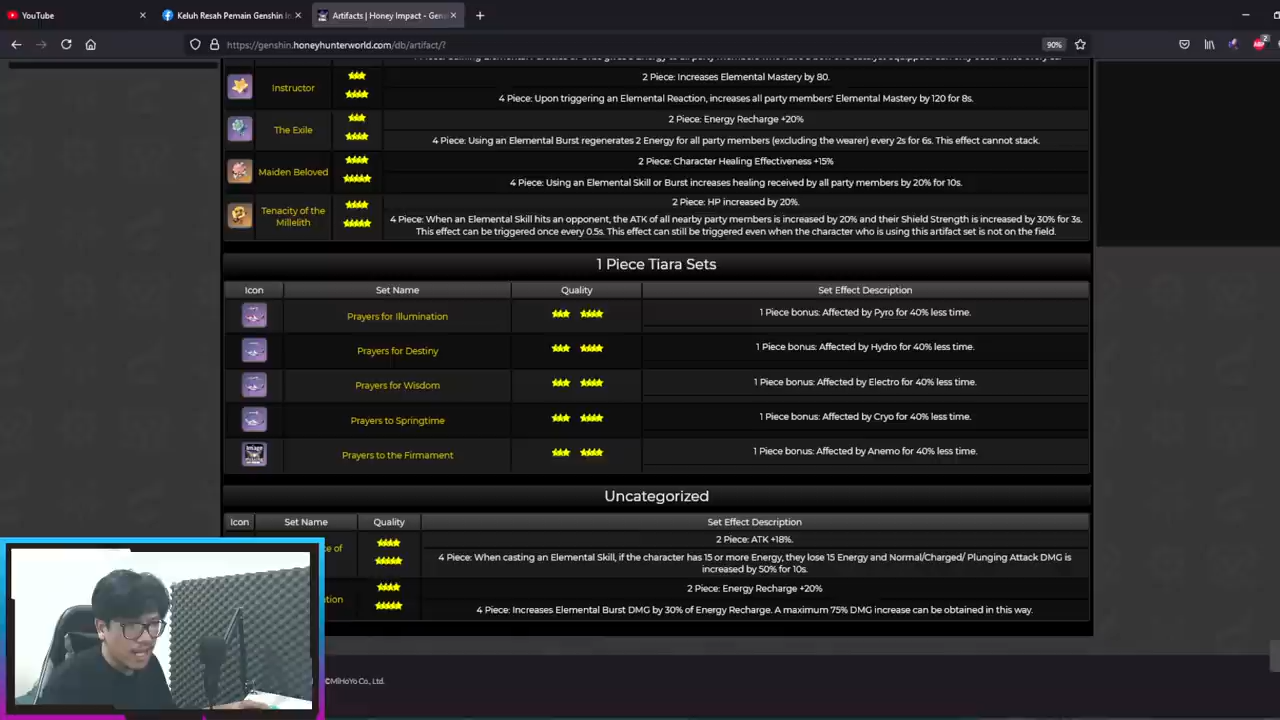 YouTube
Keluh Resah Pemain Genshin In
Artifacts | Honey Impact - Gens
https://genshin.honeyhunterworld.com/db/artifact/?
90%
2
Instructor
2 Piece: Increases Elemental Mastery by 80.
4 Piece: Upon triggering an Elemental Reaction, increases all party members' Elemental Mastery by 120 for 8s.
The Exile
2 Piece: Energy Recharge +20%
4 Piece: Using an Elemental Burst regenerates 2 Energy for all party members (excluding the wearer) every 2s for 6s. This effect cannot stack.
Maiden Beloved
2 Piece: Character Healing Effectiveness +15%
4 Piece: Using an Elemental Skill or Burst increases healing received by all party members by 20% for 10s.
Tenacity of the
Millelith
2 Piece: HP increased by 20%.
4 Piece: When an Elemental Skill hits an opponent, the ATK of all nearby party members is increased by 20% and their Shield Strength is increased by 30% for 3s.
This effect can be triggered once every 0.5s. This effect can still be triggered even when the character who is using this artifact set is not on the field.
1 Piece Tiara Sets
Icon Set Name Quality Set Effect Description
Prayers for Illumination 1 Piece bonus: Affected by Pyro for 40% less time.
Prayers for Destiny 1 Piece bonus: Affected by Hydro for 40% less time.
Prayers for Wisdom 1 Piece bonus: Affected by Electro for 40% less time.
Prayers to Springtime 1 Piece bonus: Affected by Cryo for 40% less time.
Prayers to the Firmament 1 Piece bonus: Affected by Anemo for 40% less time.
Uncategorized
Icon Set Name Quality Set Effect Description
ce of
2 Piece: ATK +18%.
4 Piece: When casting an Elemental Skill, if the character has 15 or more Energy, they lose 15 Energy and Normal/Charged/ Plunging Attack DMG is
increased by 50% for 10s.
ation
2 Piece: Energy Recharge +20%
4 Piece: Increases Elemental Burst DMG by 30% of Energy Recharge. A maximum 75% DMG increase can be obtained in this way.
©MiHoYo Co., Ltd.